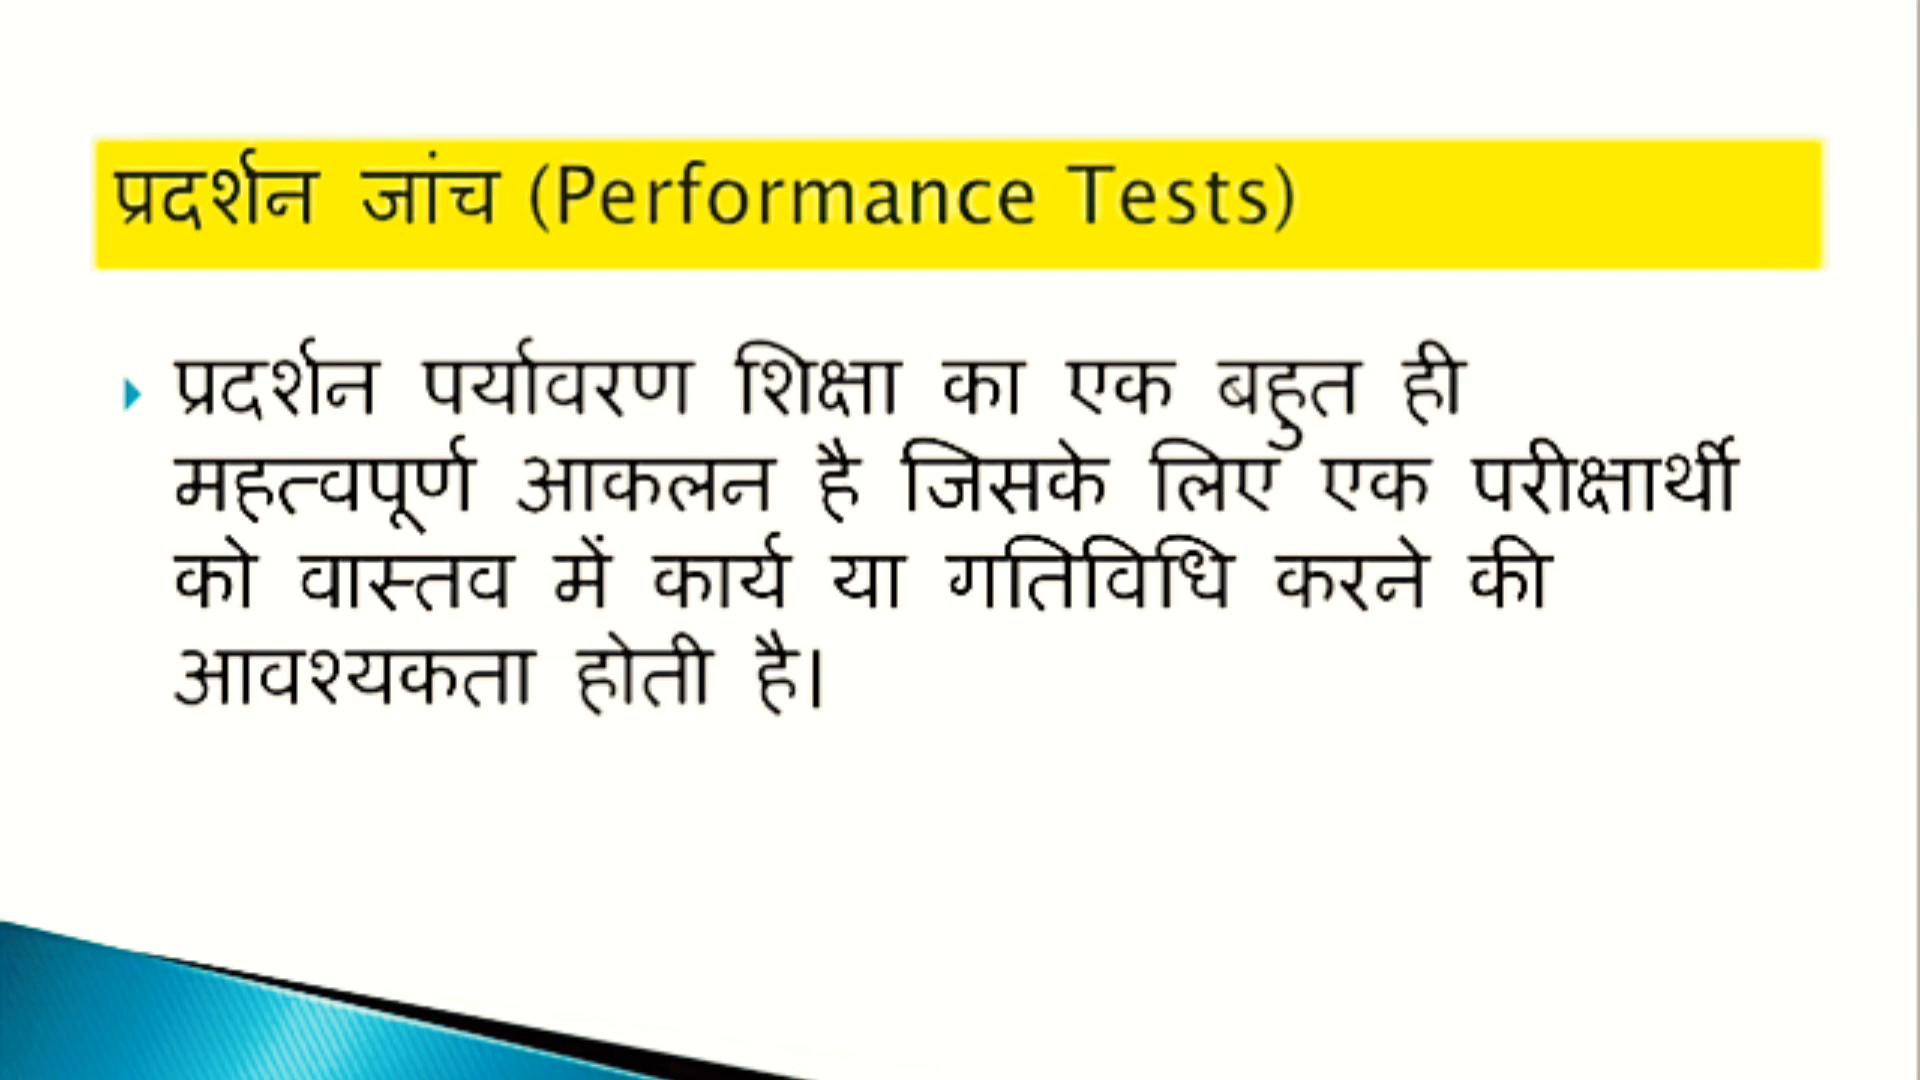 प्रदर्शन जांच (Performance Tests)
प्रदर्शन पर्यावरण शिक्षा का एक बहुत ही
महत्वपूर्ण आकलन है जिसके लिए एक परीक्षार्थी
को वास्तव में कार्य या गतिविधि करने की
आवश्यकता होती है।